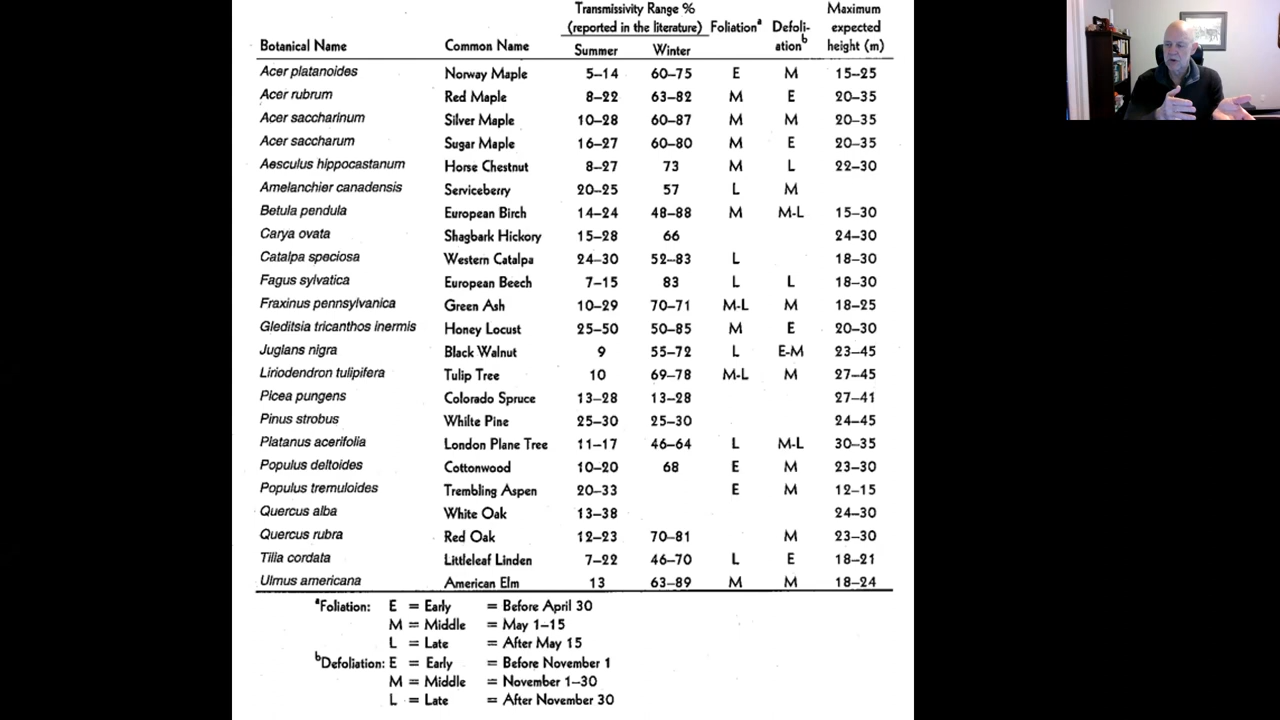 Transmissivity Range % Maximum
(reported in the literature) Foliationᵃ Defoli- expected
Botanical Name Common Name Summer Winter ationᵇ height (m)
Acer platanoides Norway Maple 5–14 60–75 E M 15–25
Acer rubrum Red Maple 8–22 63–82 M E 20–35
Acer saccharinum Silver Maple 10–28 60–87 M M 20–35
Acer saccharum Sugar Maple 16–27 60–80 M E 20–35
Aesculus hippocastanum Horse Chestnut 8–27 73 M L 22–30
Amelanchier canadensis Serviceberry 20–25 57 L M
Betula pendula European Birch 14–24 48–88 M M-L 15–30
Carya ovata Shagbark Hickory 15–28 66 24–30
Catalpa speciosa Western Catalpa 24–30 52–83 L 18–30
Fagus sylvatica European Beech 7–15 83 L L 18–30
Fraxinus pennsylvanica Green Ash 10–29 70–71 M-L M 18–25
Gleditsia tricanthos inermis Honey Locust 25–50 50–85 M E 20–30
Juglans nigra Black Walnut 9 55–72 L E-M 23–45
Liriodendron tulipifera Tulip Tree 10 69–78 M-L M 27–45
Picea pungens Colorado Spruce 13–28 13–28 27–41
Pinus strobus Whilte Pine 25–30 25–30 24–45
Platanus acerifolia London Plane Tree 11–17 46–64 L M-L 30–35
Populus deltoides Cottonwood 10–20 68 E M 23–30
Populus tremuloides Trembling Aspen 20–33 E M 12–15
Quercus alba White Oak 13–38 24–30
Quercus rubra Red Oak 12–23 70–81 M 23–30
Tilia cordata Littleleaf Linden 7–22 46–70 L E 18–21
Ulmus americana American Elm 13 63–89 M M 18–24
ᵃFoliation: E = Early = Before April 30
M = Middle = May 1–15
L = Late = After May 15
ᵇDefoliation: E = Early = Before November 1
M = Middle = November 1–30
L = Late = After November 30